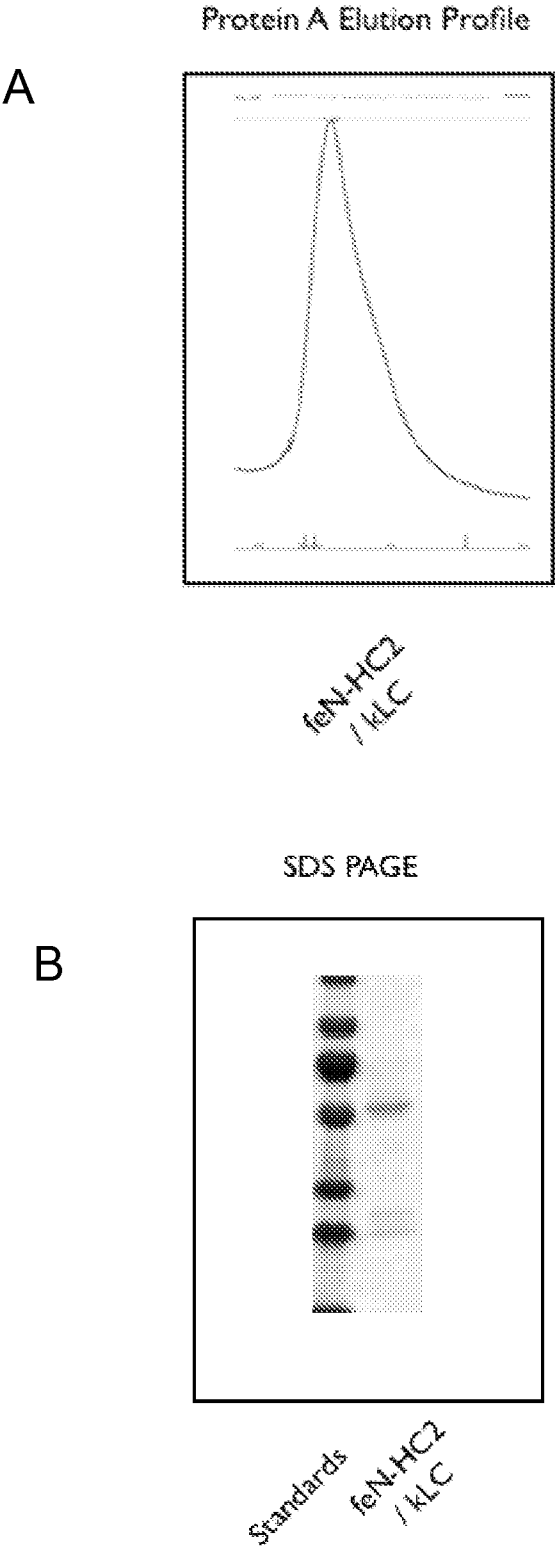 Protein A Elution Profile
A
feN-HC2
/ kLC
SDS PAGE
B
Standards
feN-HC2
/ kLC